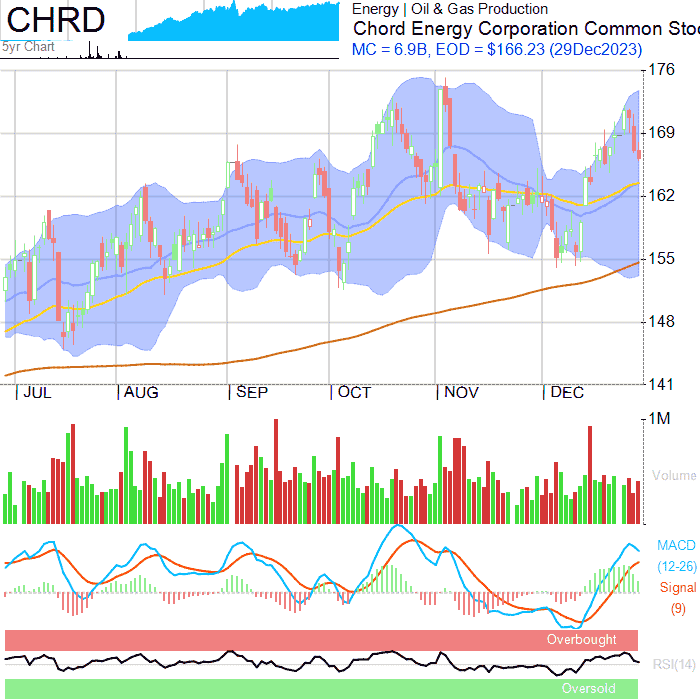 CHRD
5yr Chart
Energy | Oil & Gas Production
Chord Energy Corporation Common Stoc
MC = 6.9B, EOD = $166.23 (29Dec2023)
176
169
162
155
148
141
| JUL | AUG | SEP | OCT | NOV | DEC
1M
Volume
MACD
(12-26)
Signal
(9)
Overbought
RSI(14)
Oversold